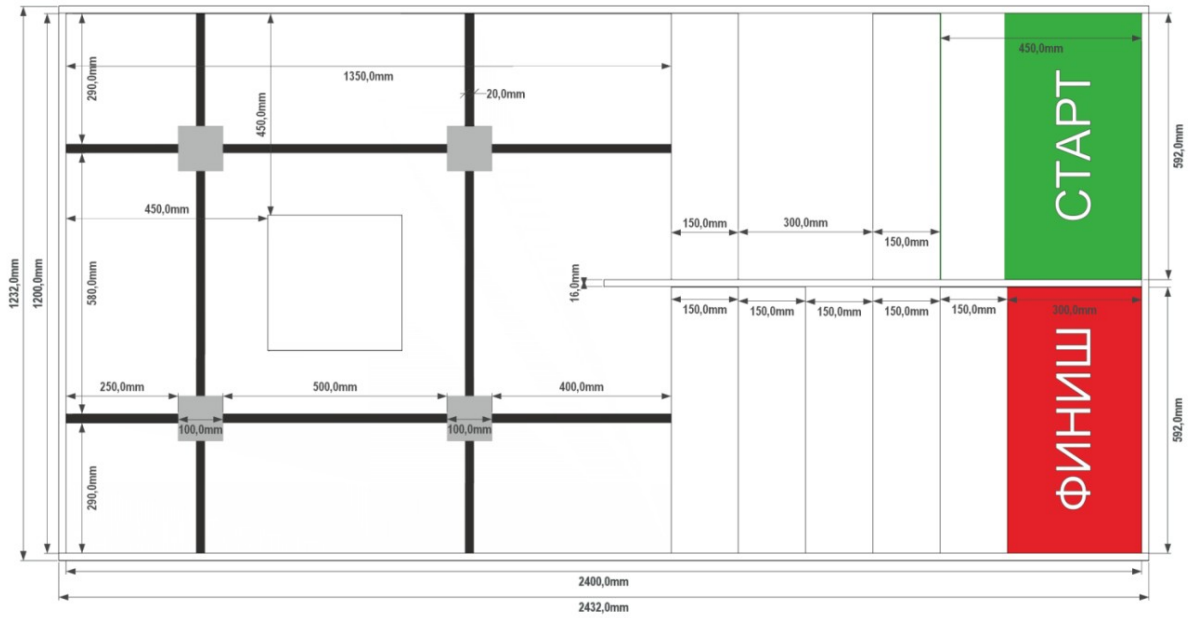 450,0mm
290,0mm
1350,0mm
450,0mm
20,0mm
СТАРТ
592,0mm
450,0mm
150,0mm
300,0mm
150,0mm
1232,0mm
1200,0mm
580,0mm
16,0mm
150,0mm
150,0mm
150,0mm
150,0mm
150,0mm
300,0mm
ФИНИШ
250,0mm
500,0mm
400,0mm
592,0mm
100,0mm
100,0mm
290,0mm
2400,0mm
2432,0mm